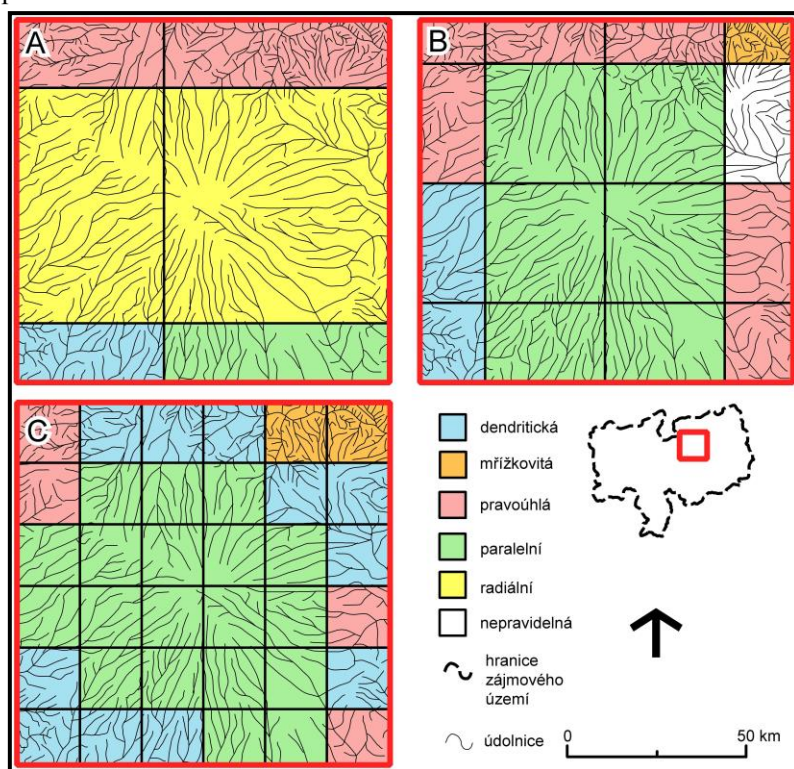 A
B
C
dendritická
mřížkovitá
pravoúhlá
paralelní
radiální
nepravidelná
hranice
zájmového
území
údolnice
0
50 km